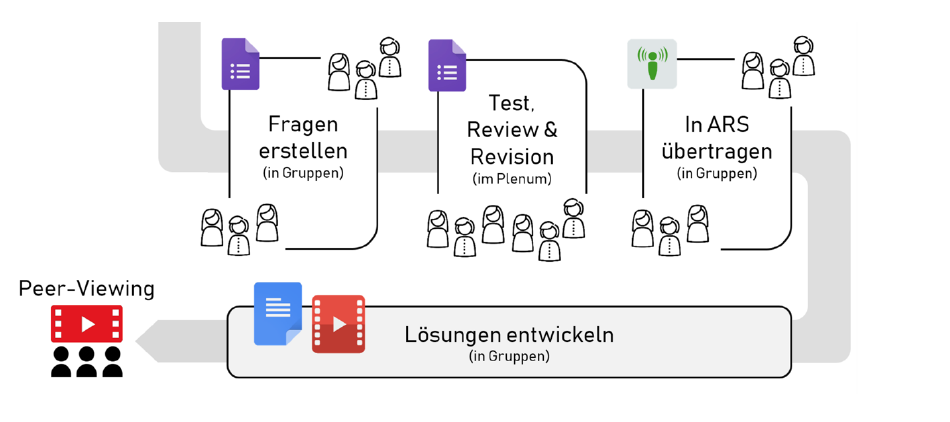 Fragen
erstellen
(in Gruppen)
Test,
Review &
Revision
(im Plenum)
In ARS
übertragen
(in Gruppen)
Peer-Viewing
Lösungen entwickeln
(in Gruppen)